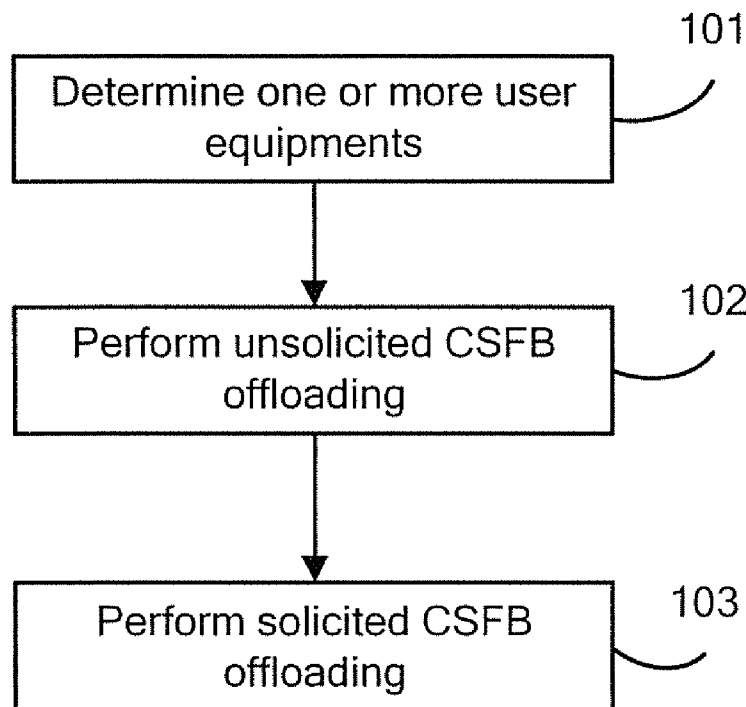 101
Determine one or more user
equipments
102
Perform unsolicited CSFB
offloading
103
Perform solicited CSFB
offloading